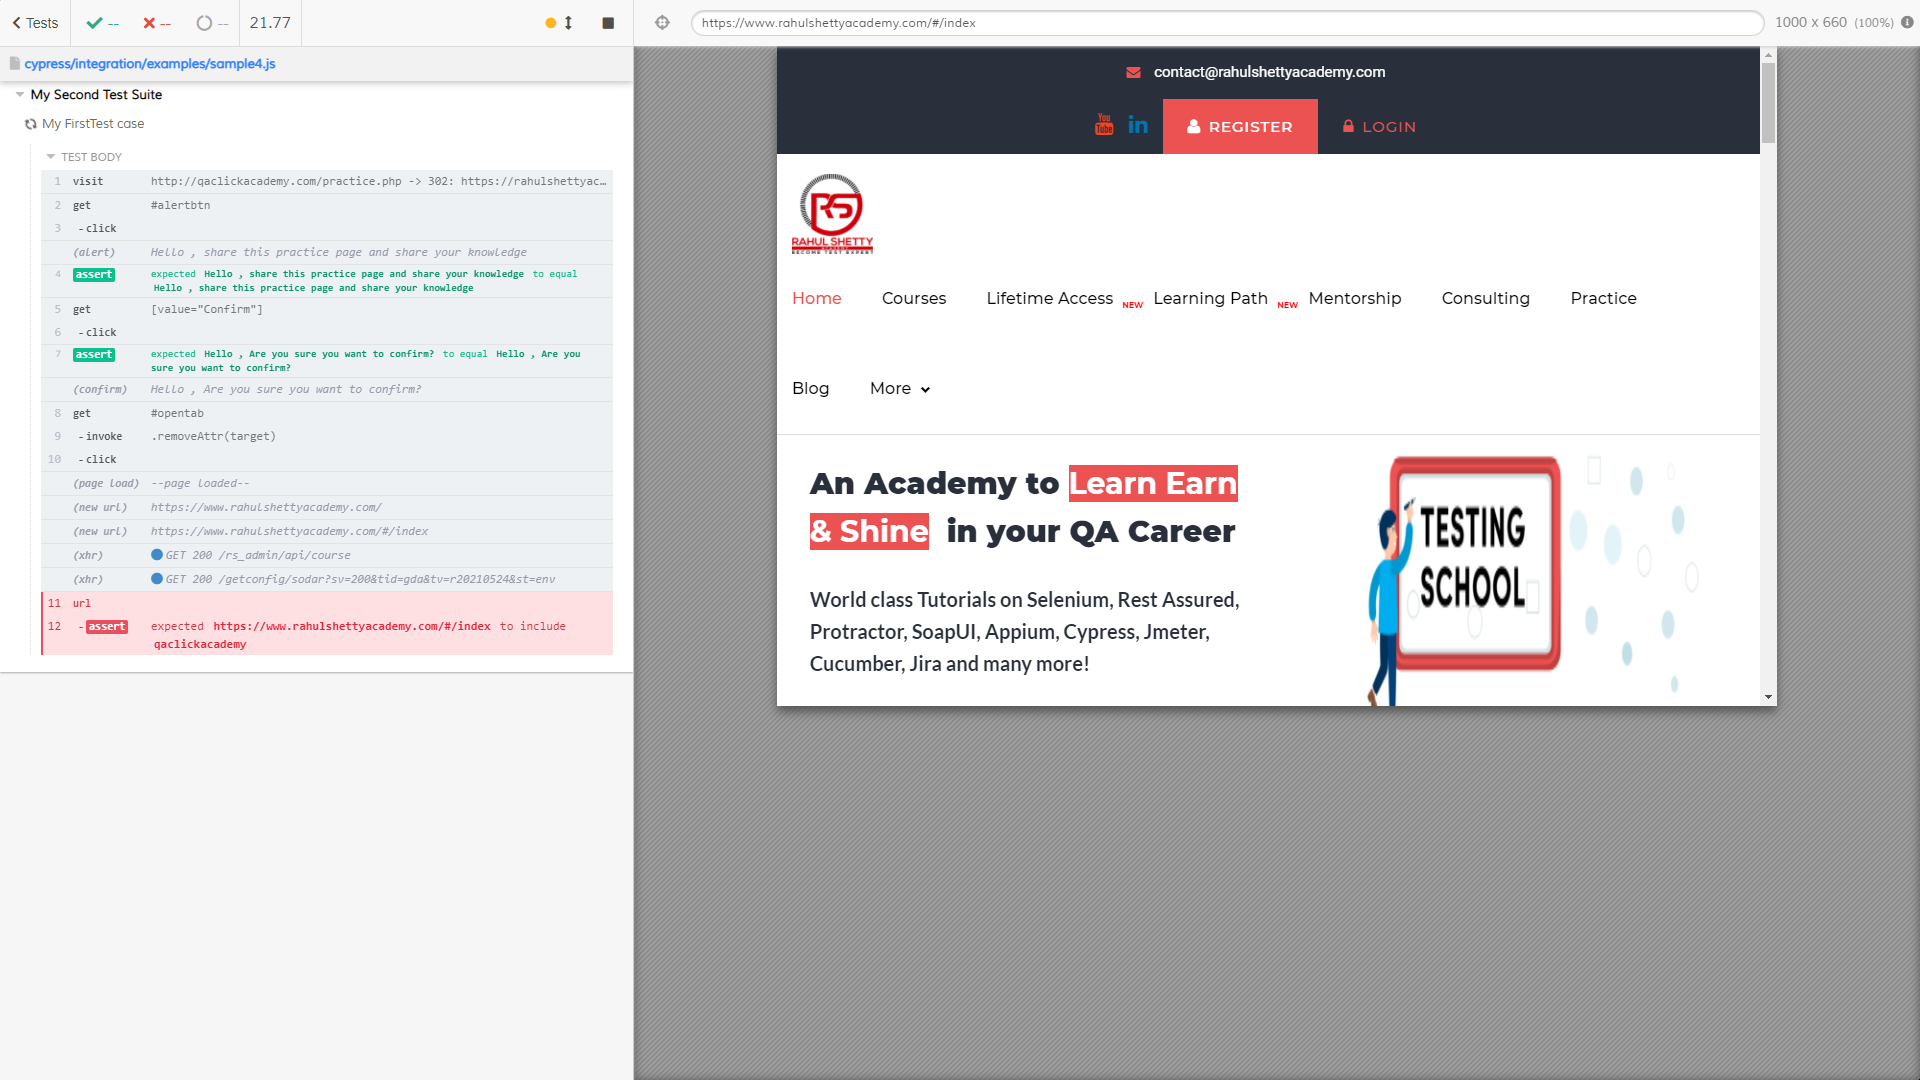 Tests
--
--
--
21.77
https://www.rahulshettyacademy.com/#/index
1000 x 660 (100%)
cypress/integration/examples/sample4.js
My Second Test Suite
My FirstTest case
TEST BODY
1 visit http://qaclickacademy.com/practice.php -> 302: https://rahulshettyac…
2 get #alertbtn
3 -click
(alert) Hello , share this practice page and share your knowledge
4 assert expected Hello , share this practice page and share your knowledge to equal
Hello , share this practice page and share your knowledge
5 get [value="Confirm"]
6 -click
7 assert expected Hello , Are you sure you want to confirm? to equal Hello , Are you
sure you want to confirm?
(confirm) Hello , Are you sure you want to confirm?
8 get #opentab
9 -invoke .removeAttr(target)
10 -click
(page load) --page loaded--
(new url) https://www.rahulshettyacademy.com/
(new url) https://www.rahulshettyacademy.com/#/index
(xhr) GET 200 /rs_admin/api/course
(xhr) GET 200 /getconfig/sodar?sv=200&tid=gda&tv=r20210524&st=env
11 url
12 -assert expected https://www.rahulshettyacademy.com/#/index to include
qaclickacademy
contact@rahulshettyacademy.com
You Tube in REGISTER LOGIN
RS
RAHUL SHETTY
ACADEMY
BECOME TEST EXPERT
Home Courses Lifetime Access NEW Learning Path NEW Mentorship Consulting Practice
Blog More
An Academy to Learn Earn
& Shine in your QA Career
World class Tutorials on Selenium, Rest Assured,
Protractor, SoapUI, Appium, Cypress, Jmeter,
Cucumber, Jira and many more!
TESTING
SCHOOL